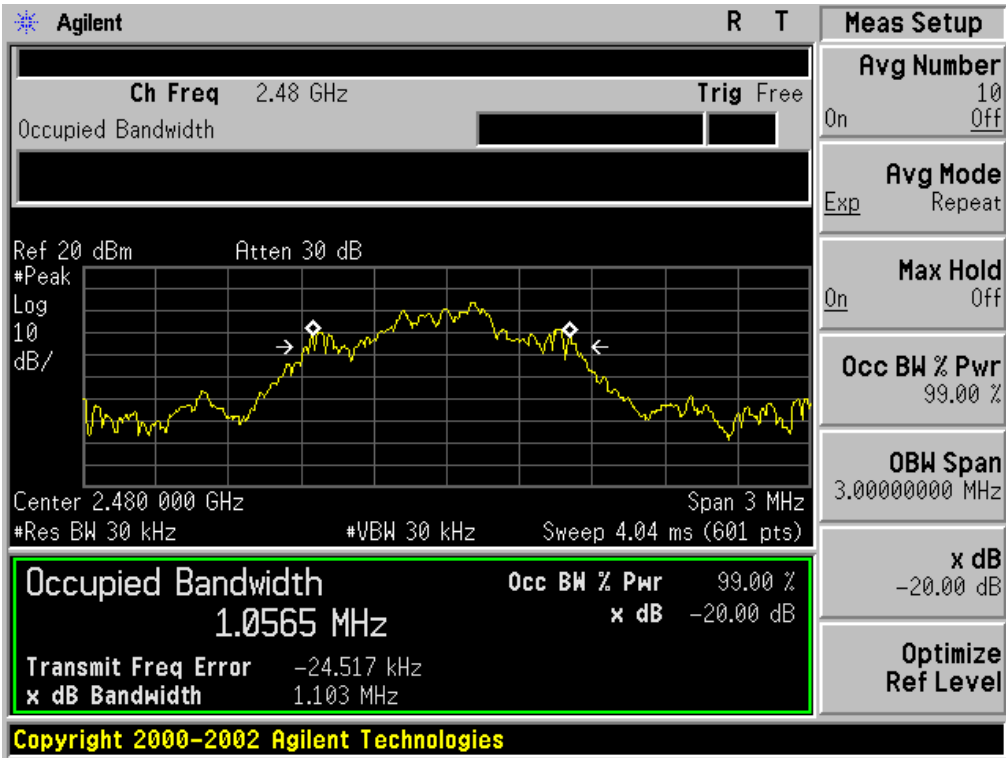 Agilent R T
Meas Setup
Ch Freq 2.48 GHz Trig Free
Occupied Bandwidth
Ref 20 dBm Atten 30 dB
#Peak
Log
10
dB/
Center 2.480 000 GHz Span 3 MHz
#Res BW 30 kHz #VBW 30 kHz Sweep 4.04 ms (601 pts)
Occupied Bandwidth Occ BW % Pwr 99.00 %
1.0565 MHz x dB -20.00 dB
Transmit Freq Error -24.517 kHz
x dB Bandwidth 1.103 MHz
Copyright 2000-2002 Agilent Technologies
Avg Number
10
On Off
Avg Mode
Exp Repeat
Max Hold
On Off
Occ BW % Pwr
99.00 %
OBW Span
3.00000000 MHz
x dB
-20.00 dB
Optimize
Ref Level